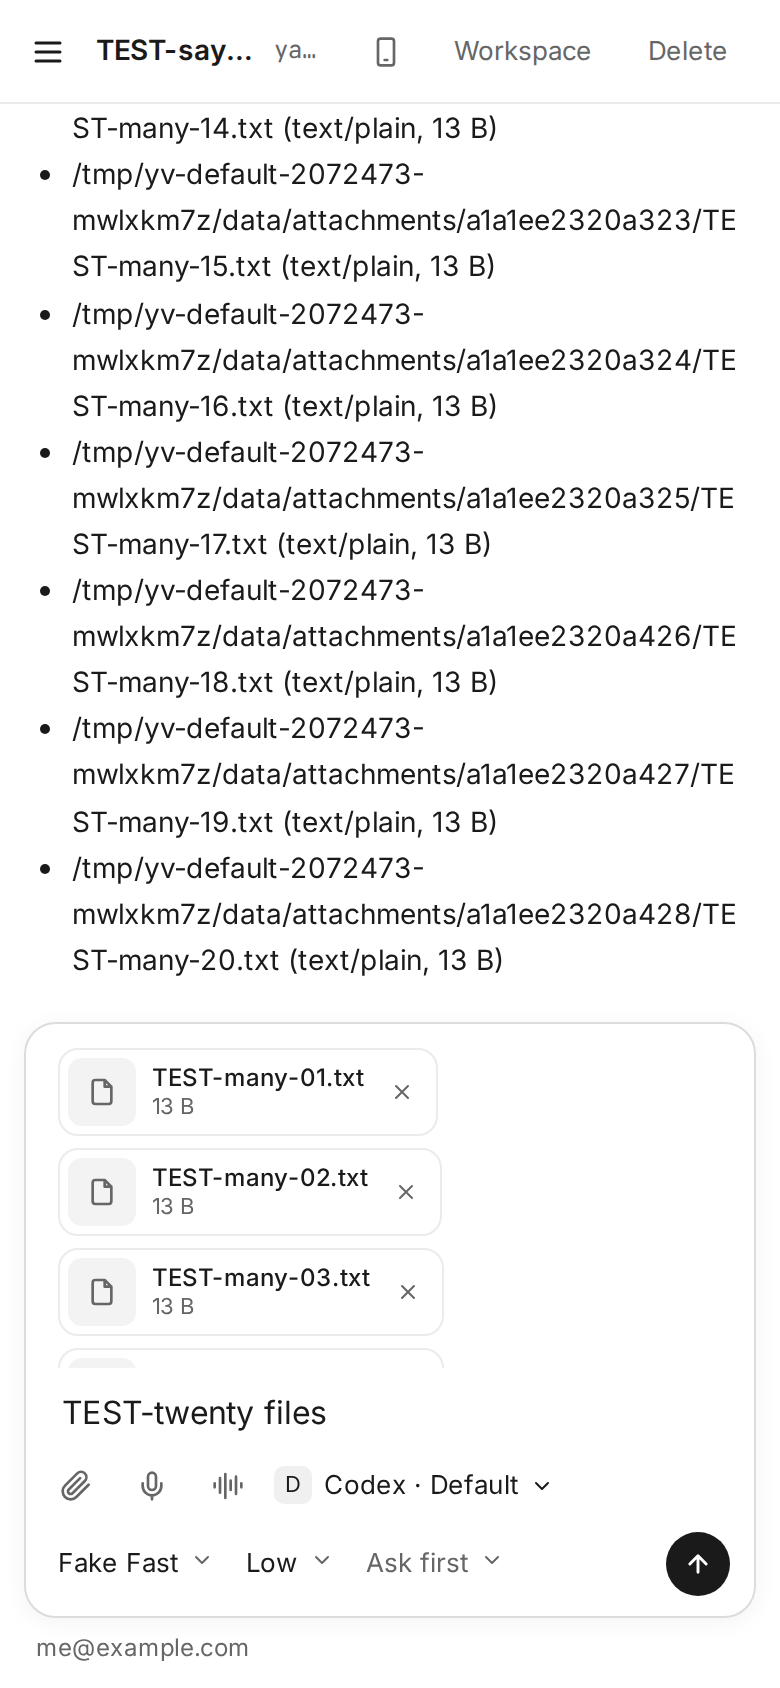 TEST-say… ya… Workspace Delete
ST-many-14.txt (text/plain, 13 B)
• /tmp/yv-default-2072473-
mwlxkm7z/data/attachments/a1a1ee2320a323/TE
ST-many-15.txt (text/plain, 13 B)
• /tmp/yv-default-2072473-
mwlxkm7z/data/attachments/a1a1ee2320a324/TE
ST-many-16.txt (text/plain, 13 B)
• /tmp/yv-default-2072473-
mwlxkm7z/data/attachments/a1a1ee2320a325/TE
ST-many-17.txt (text/plain, 13 B)
• /tmp/yv-default-2072473-
mwlxkm7z/data/attachments/a1a1ee2320a426/TE
ST-many-18.txt (text/plain, 13 B)
• /tmp/yv-default-2072473-
mwlxkm7z/data/attachments/a1a1ee2320a427/TE
ST-many-19.txt (text/plain, 13 B)
• /tmp/yv-default-2072473-
mwlxkm7z/data/attachments/a1a1ee2320a428/TE
ST-many-20.txt (text/plain, 13 B)
TEST-many-01.txt
13 B
TEST-many-02.txt
13 B
TEST-many-03.txt
13 B
TEST-twenty files
D Codex · Default
Fake Fast Low Ask first
me@example.com